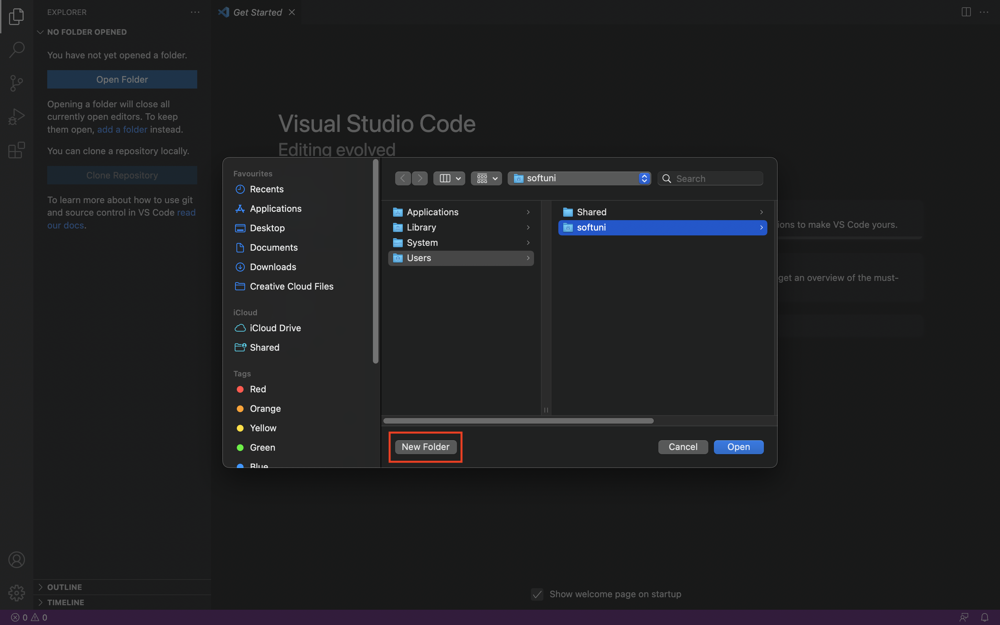 EXPLORER
Get Started
NO FOLDER OPENED
You have not yet opened a folder.
Open Folder
Opening a folder will close all
currently open editors. To keep
them open, add a folder instead.
You can clone a repository locally.
Clone Repository
To learn more about how to use git
and source control in VS Code read
our docs.
OUTLINE
TIMELINE
0 0
Visual Studio Code
Editing evolved
Favourites
Recents
Applications
Desktop
Documents
Downloads
Creative Cloud Files
iCloud
iCloud Drive
Shared
Tags
Red
Orange
Yellow
Green
Blue
softuni
Search
Applications
Library
System
Users
Shared
softuni
New Folder
Cancel
Open
ions to make VS Code yours.
get an overview of the must-
Show welcome page on startup